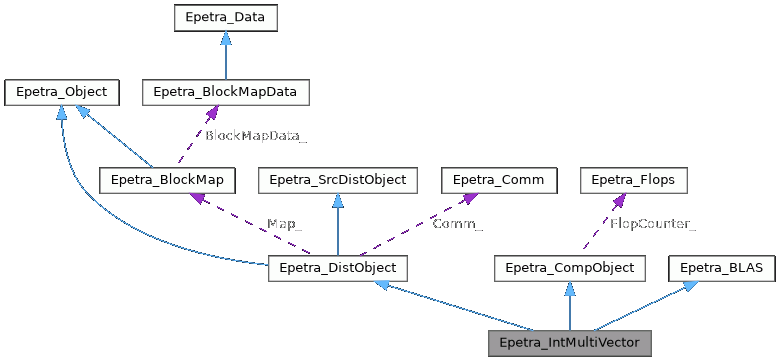 Epetra_Data
Epetra_Object
Epetra_BlockMapData
BlockMapData_
Epetra_BlockMap
Epetra_SrcDistObject
Epetra_Comm
Epetra_Flops
Map_
Comm_
FlopCounter_
Epetra_DistObject
Epetra_CompObject
Epetra_BLAS
Epetra_IntMultiVector